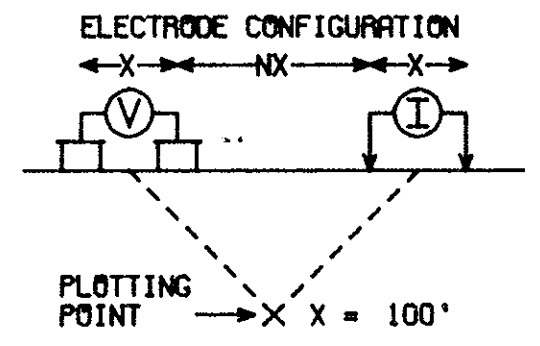 ELECTRODE CONFIGURATION
X NX X
V I
PLOTTING
POINT X X = 100'